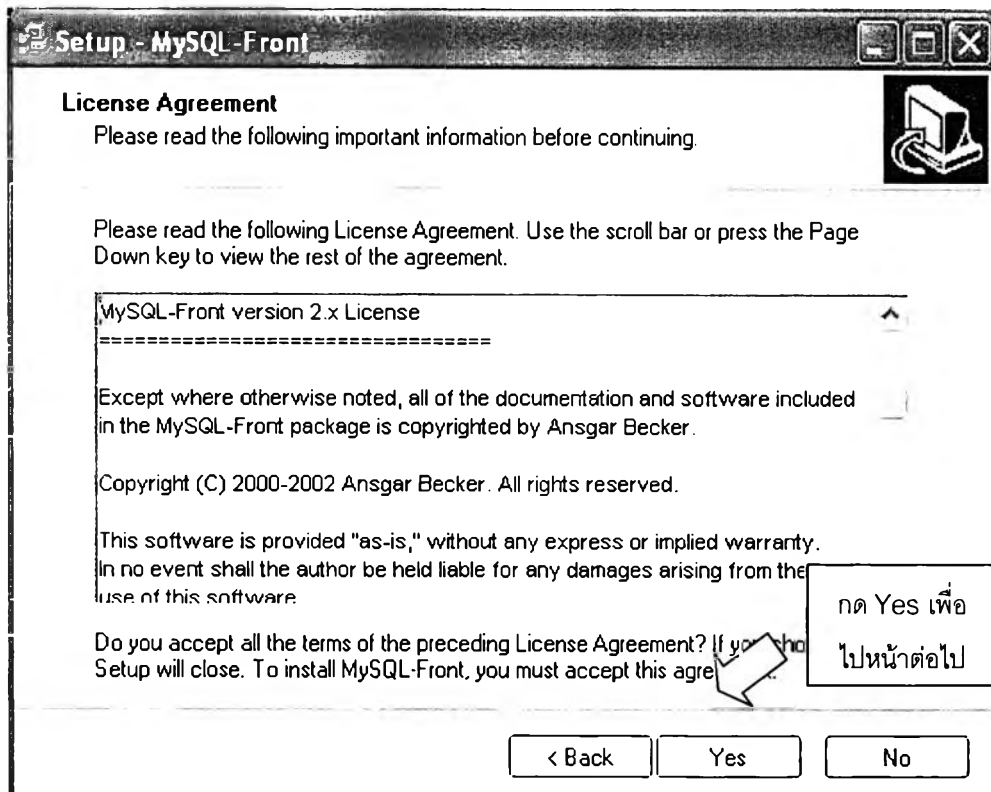 Setup - MySQL-Front
License Agreement
Please read the following important information before continuing.
Please read the following License Agreement. Use the scroll bar or press the Page
Down key to view the rest of the agreement.
MySQL-Front version 2.x License
=================================
Except where otherwise noted, all of the documentation and software included
in the MySQL-Front package is copyrighted by Ansgar Becker.
Copyright (C) 2000-2002 Ansgar Becker. All rights reserved.
This software is provided "as-is," without any express or implied warranty.
In no event shall the author be held liable for any damages arising from the
use of this software
กด Yes เพื่อ
ไปหน้าต่อไป
Do you accept all the terms of the preceding License Agreement? If
Setup will close. To install MySQL-Front, you must accept this
< Back
Yes
No